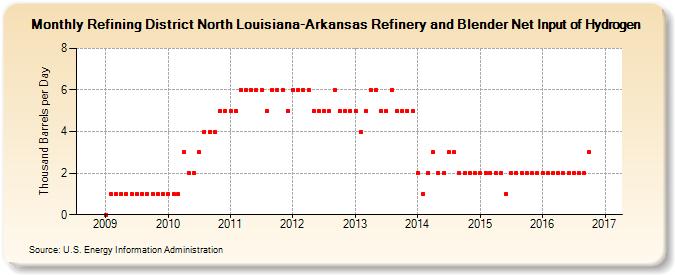 Monthly Refining District North Louisiana-Arkansas Refinery and Blender Net Input of Hydrogen
Thousand Barrels per Day
8
6
4
2
0
2009 2010 2011 2012 2013 2014 2015 2016 2017
Source: U.S. Energy Information Administration